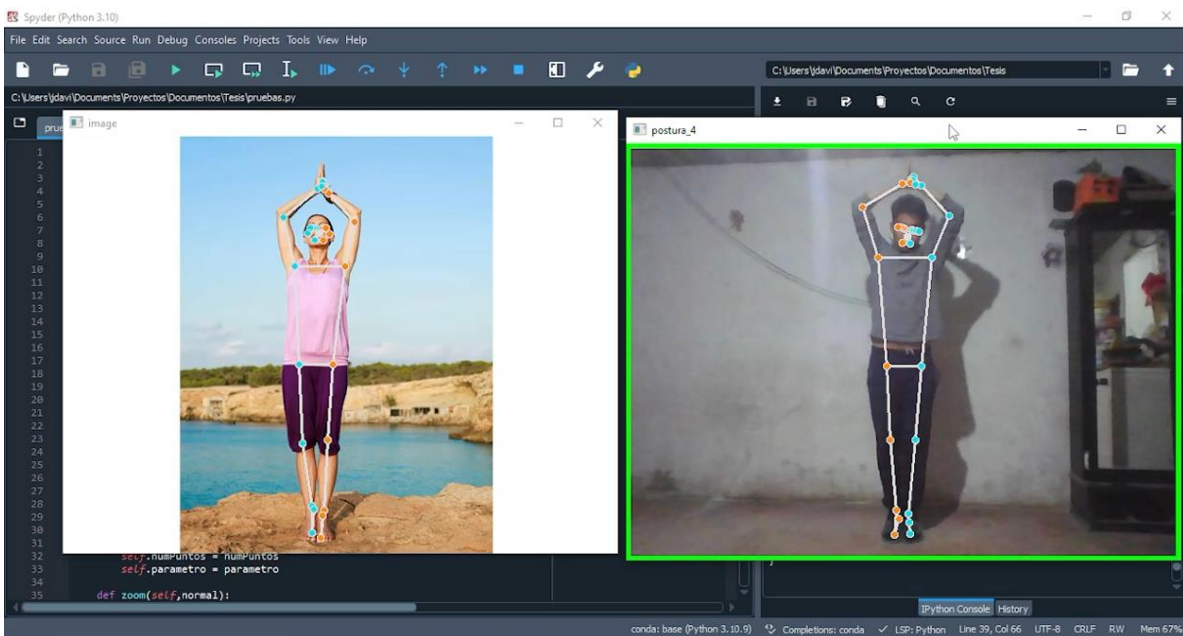 Spyder (Python 3.10)
File Edit Search Source Run Debug Consoles Projects Tools View Help
C:\Users\jdavi\Documents\Proyectos\Documentos\Tesis
C:\Users\jdavi\Documents\Proyectos\Documentos\Tesis\pruebas.py
prue
image
postura_4
1
2
3
4
5
6
7
8
9
10
11
12
13
14
15
16
17
18
19
20
21
22
23
24
25
26
27
28
29
30
31
32 self.numPuntos = numPuntos
33 self.parametro = parametro
34
35 def zoom(self,normal):
IPython Console History
conda: base (Python 3.10.9) Completions: conda LSP: Python Line 39, Col 66 UTF-8 CRLF RW Mem 67%